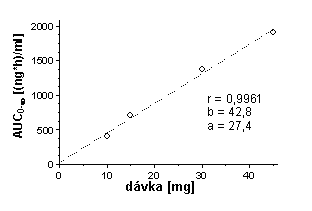 2000
1500
1000
500
0
AUC0-∞ [(ng*h)/ml]
r = 0,9961
b = 42,8
a = 27,4
0 10 20 30 40
dávka [mg]